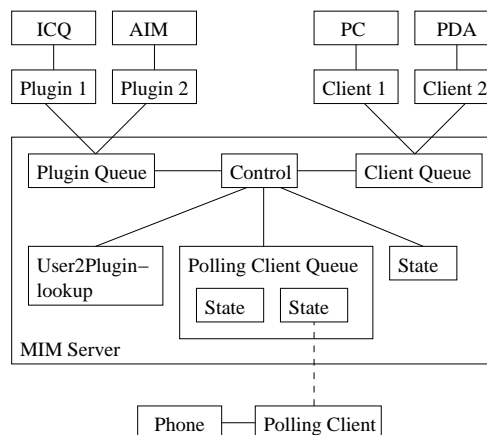 ICQ
AIM
PC
PDA
Plugin 1
Plugin 2
Client 1
Client 2
Plugin Queue
Control
Client Queue
User2Plugin−
lookup
Polling Client Queue
State
State
State
MIM Server
Phone
Polling Client